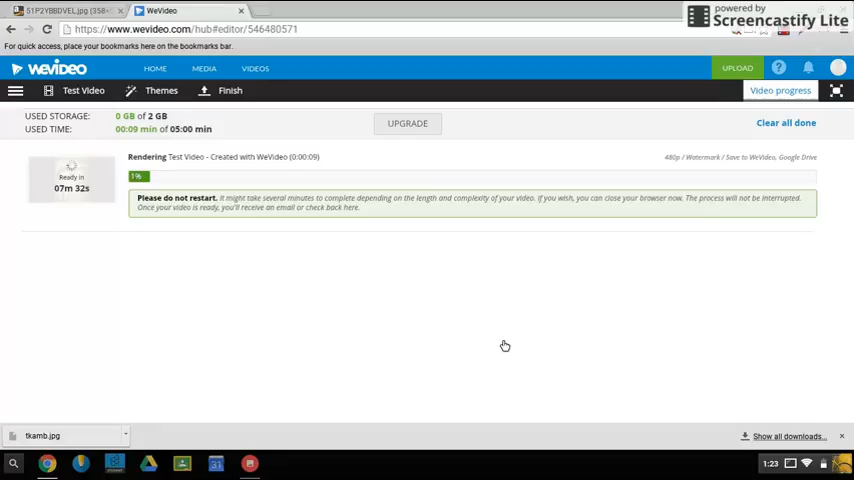 51P2YBBDVEL.jpg (358×
WeVideo
powered by
Screencastify Lite
https://www.wevideo.com/hub#editor/546480571
For quick access, place your bookmarks here on the bookmarks bar.
WEVIDEO
HOME
MEDIA
VIDEOS
UPLOAD
Test Video
Themes
Finish
Video progress
USED STORAGE: 0 GB of 2 GB
USED TIME: 00:09 min of 05:00 min
UPGRADE
Clear all done
Ready in
07m 32s
Rendering Test Video - Created with WeVideo (0:00:09)
480p / Watermark / Save to WeVideo, Google Drive
1%
Please do not restart. It might take several minutes to complete depending on the length and complexity of your video. If you wish, you can close your browser now. The process will not be interrupted.
Once your video is ready, you'll receive an email or check back here.
tkamb.jpg
Show all downloads...
31
1:23